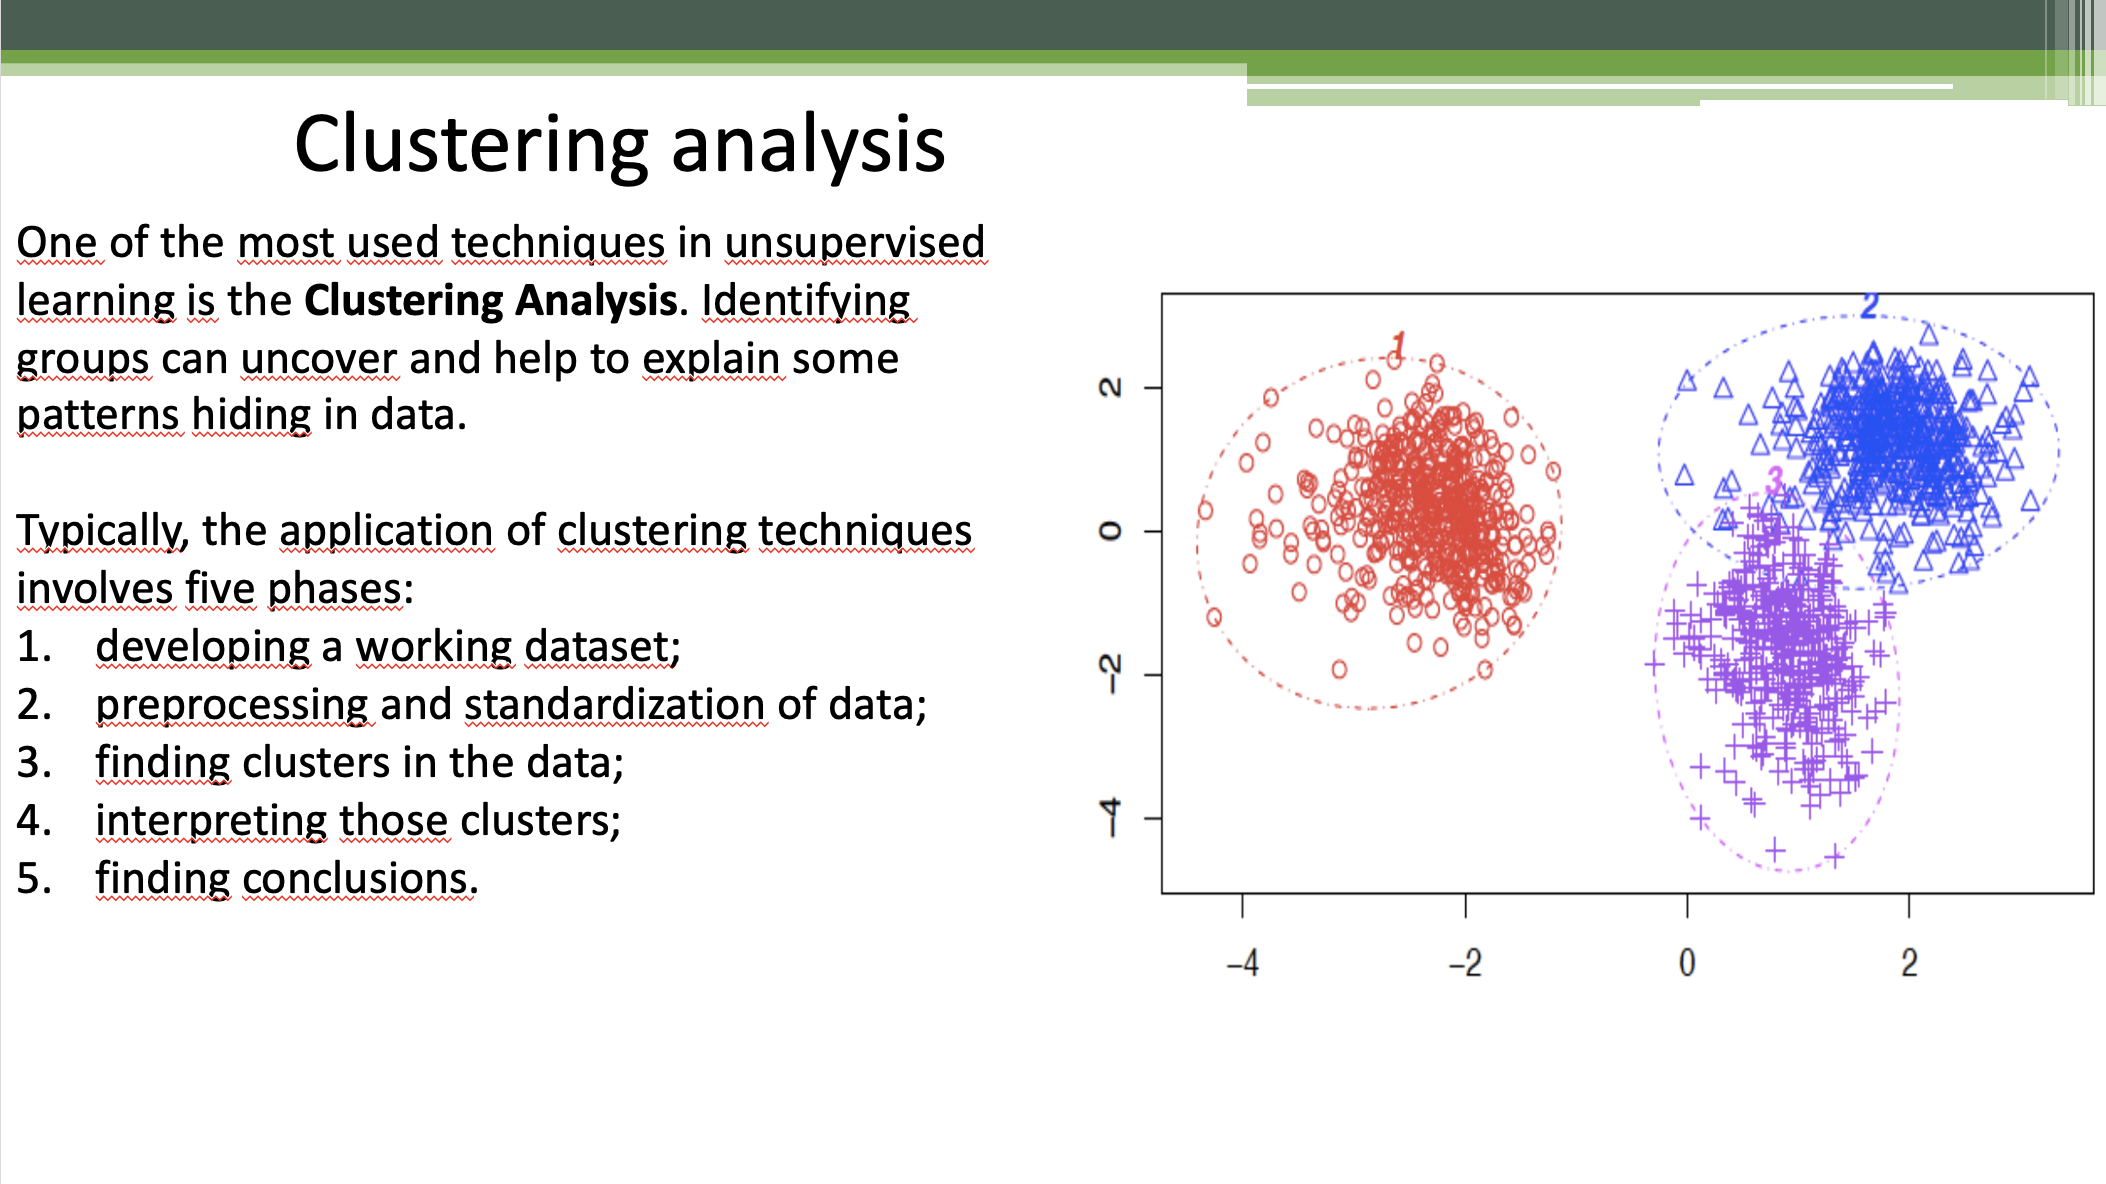 Clustering analysis
One of the most used techniques in unsupervised
learning is the Clustering Analysis. Identifying
groups can uncover and help to explain some
patterns hiding in data.
Typically, the application of clustering techniques
involves five phases:
1. developing a working dataset;
2. preprocessing and standardization of data;
3. finding clusters in the data;
4. interpreting those clusters;
5. finding conclusions.
1
2
3
2
0
−2
−4
−4 −2 0 2